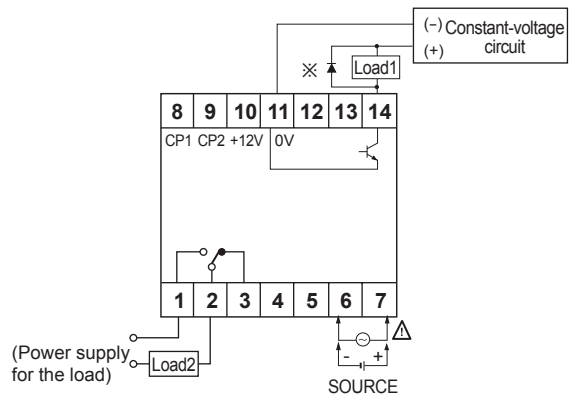 (−) Constant-voltage
circuit
(+)
※
Load1
8 9 10 11 12 13 14
CP1 CP2 +12V 0V
1 2 3 4 5 6 7
(Power supply
for the load)
Load2
- +
SOURCE